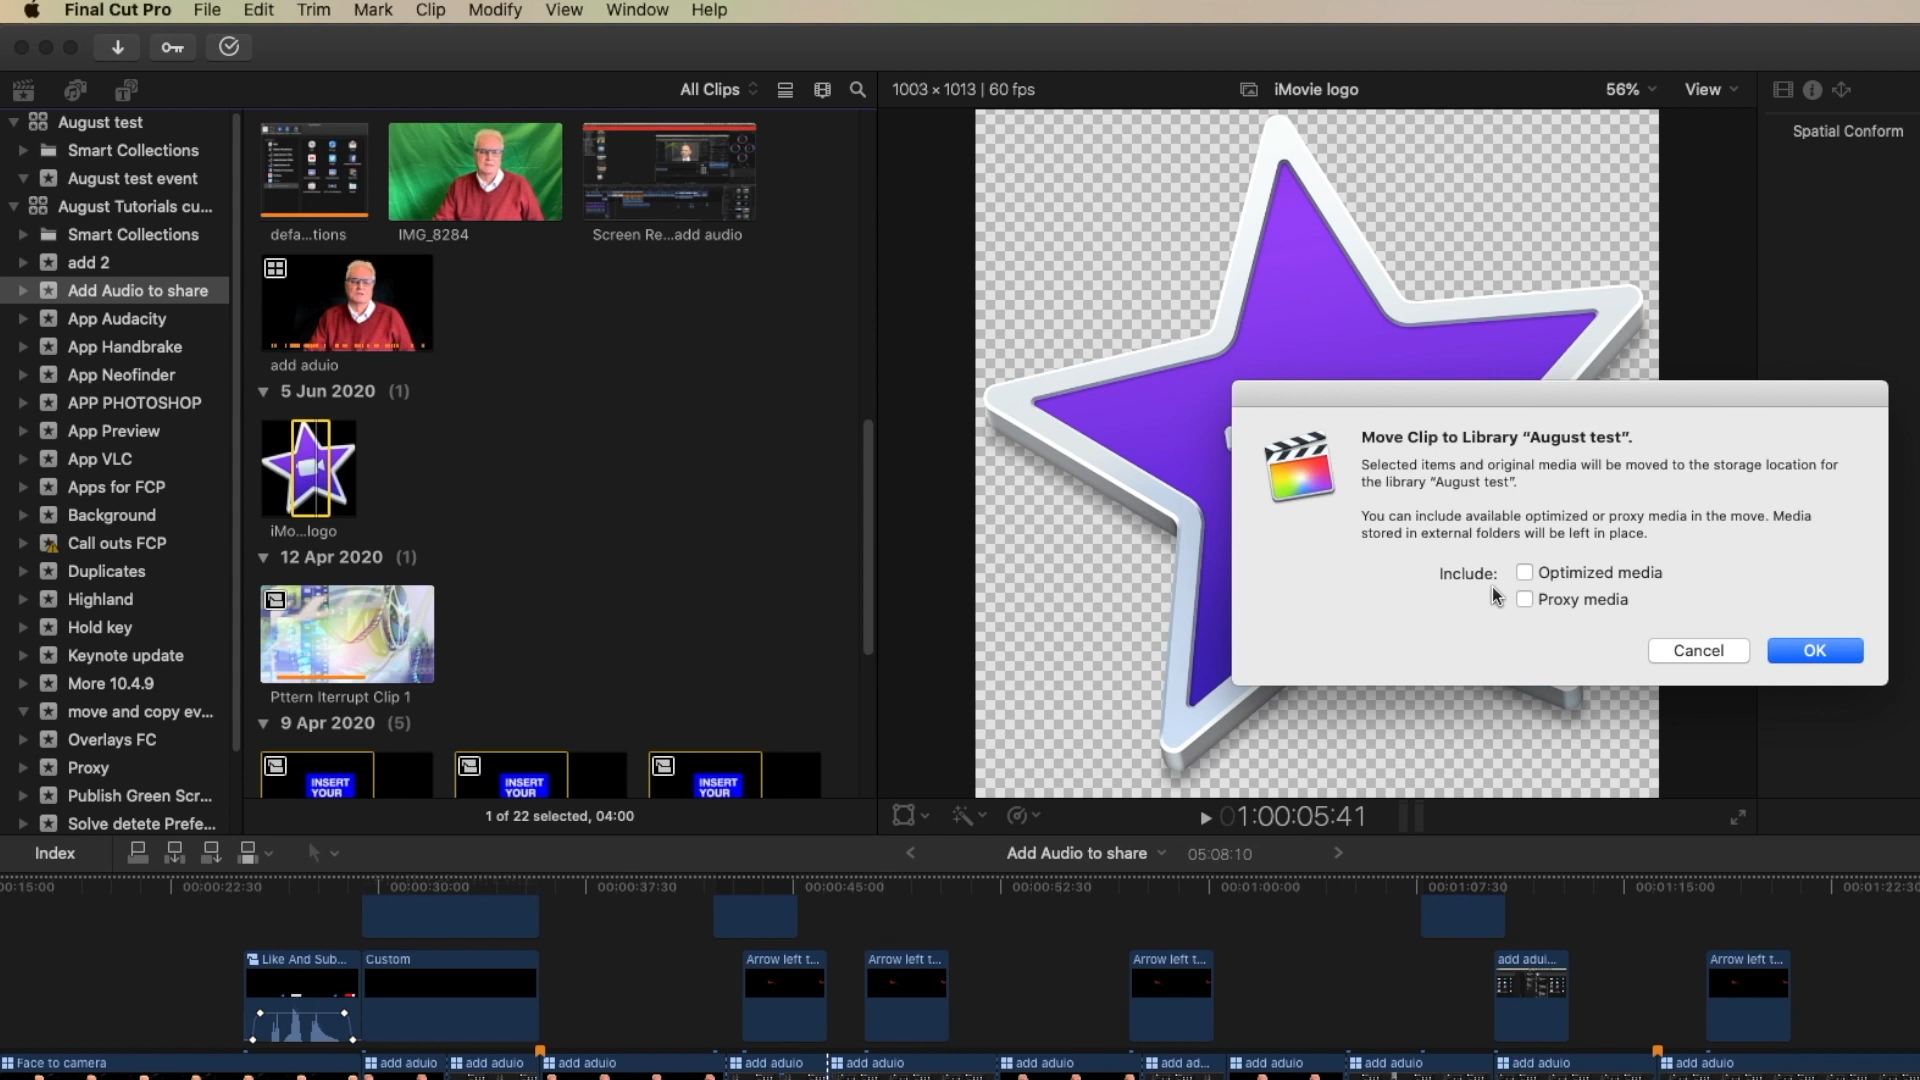 Final Cut Pro File Edit Trim Mark Clip Modify View Window Help
All Clips
1003 × 1013 | 60 fps
iMovie logo
56%
View
Spatial Conform
August test
Smart Collections
August test event
August Tutorials cu...
Smart Collections
add 2
Add Audio to share
App Audacity
App Handbrake
App Neofinder
APP PHOTOSHOP
App Preview
App VLC
Apps for FCP
Background
Call outs FCP
Duplicates
Highland
Hold key
Keynote update
More 10.4.9
move and copy ev...
Overlays FC
Proxy
Publish Green Scr...
Solve detete Prefe...
defa...tions
IMG_8284
Screen Re...add audio
add aduio
5 Jun 2020 (1)
iMo...logo
12 Apr 2020 (1)
Pttern Iterrupt Clip 1
9 Apr 2020 (5)
INSERT
YOUR
INSERT
YOUR
INSERT
YOUR
1 of 22 selected, 04:00
Move Clip to Library “August test”.
Selected items and original media will be moved to the storage location for
the library “August test”.
You can include available optimized or proxy media in the move. Media
stored in external folders will be left in place.
Include:
Optimized media
Proxy media
Cancel
OK
01:00:05:41
Index
Add Audio to share
05:08:10
00:15:00 00:00:22:30 00:00:30:00 00:00:37:30 00:00:45:00 00:00:52:30 00:01:00:00 00:01:07:30 00:01:15:00 00:01:22:30
Like And Sub...
Custom
Arrow left t...
Arrow left t...
Arrow left t...
add adui...
Arrow left t...
Face to camera
add aduio
add aduio
add aduio
add aduio
add aduio
add aduio
add ad...
add aduio
add aduio
add aduio
add aduio